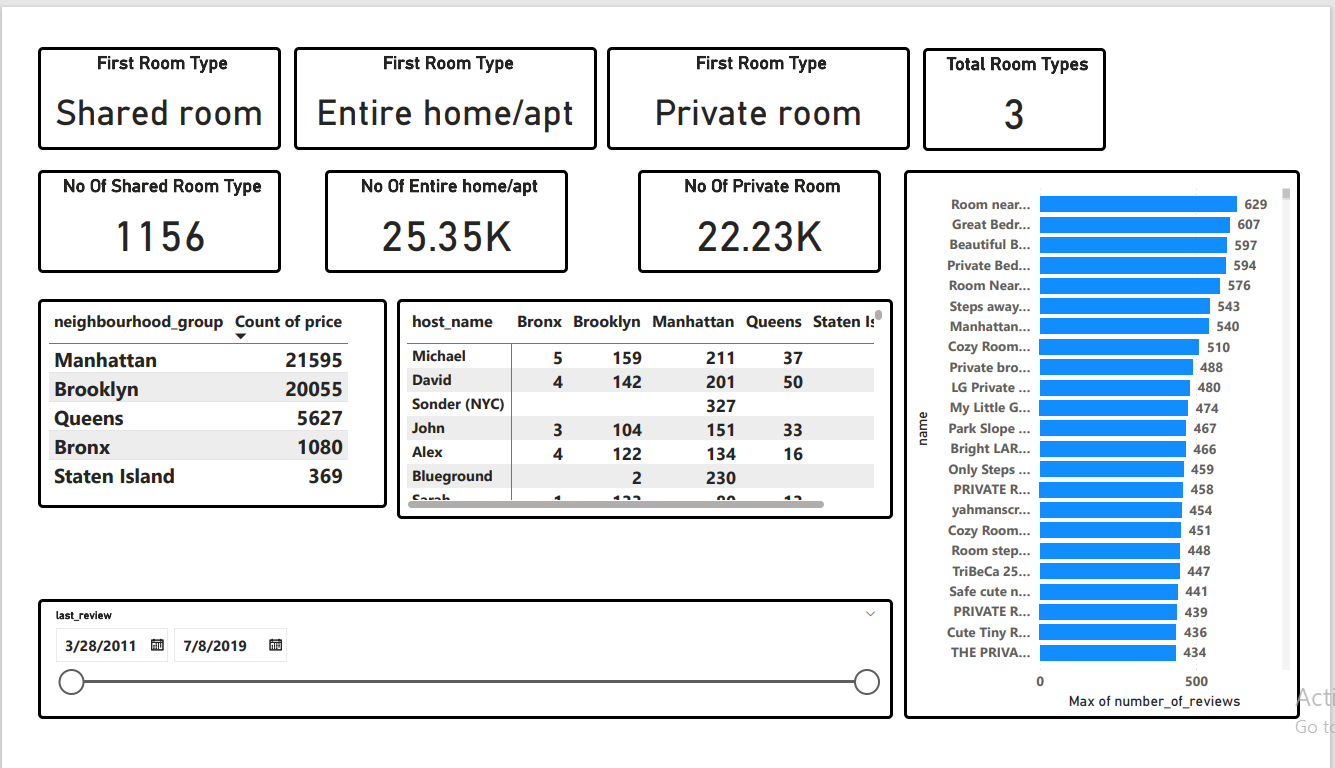 First Room Type
Shared room
First Room Type
Entire home/apt
First Room Type
Private room
Total Room Types
3
No Of Shared Room Type
1156
No Of Entire home/apt
25.35K
No Of Private Room
22.23K
neighbourhood_group Count of price
Manhattan 21595
Brooklyn 20055
Queens 5627
Bronx 1080
Staten Island 369
host_name Bronx Brooklyn Manhattan Queens Staten Is
Michael 5 159 211 37
David 4 142 201 50
Sonder (NYC) 327
John 3 104 151 33
Alex 4 122 134 16
Blueground 2 230
Sarah
last_review
3/28/2011 7/8/2019
name
Room near... 629
Great Bedr... 607
Beautiful B... 597
Private Bed... 594
Room Near... 576
Steps away... 543
Manhattan... 540
Cozy Room... 510
Private bro... 488
LG Private ... 480
My Little G... 474
Park Slope ... 467
Bright LAR... 466
Only Steps ... 459
PRIVATE R... 458
yahmanscr... 454
Cozy Room... 451
Room step... 448
TriBeCa 25... 447
Safe cute n... 441
PRIVATE R... 439
Cute Tiny R... 436
THE PRIVA... 434
0 500
Max of number_of_reviews
Acti
Go to